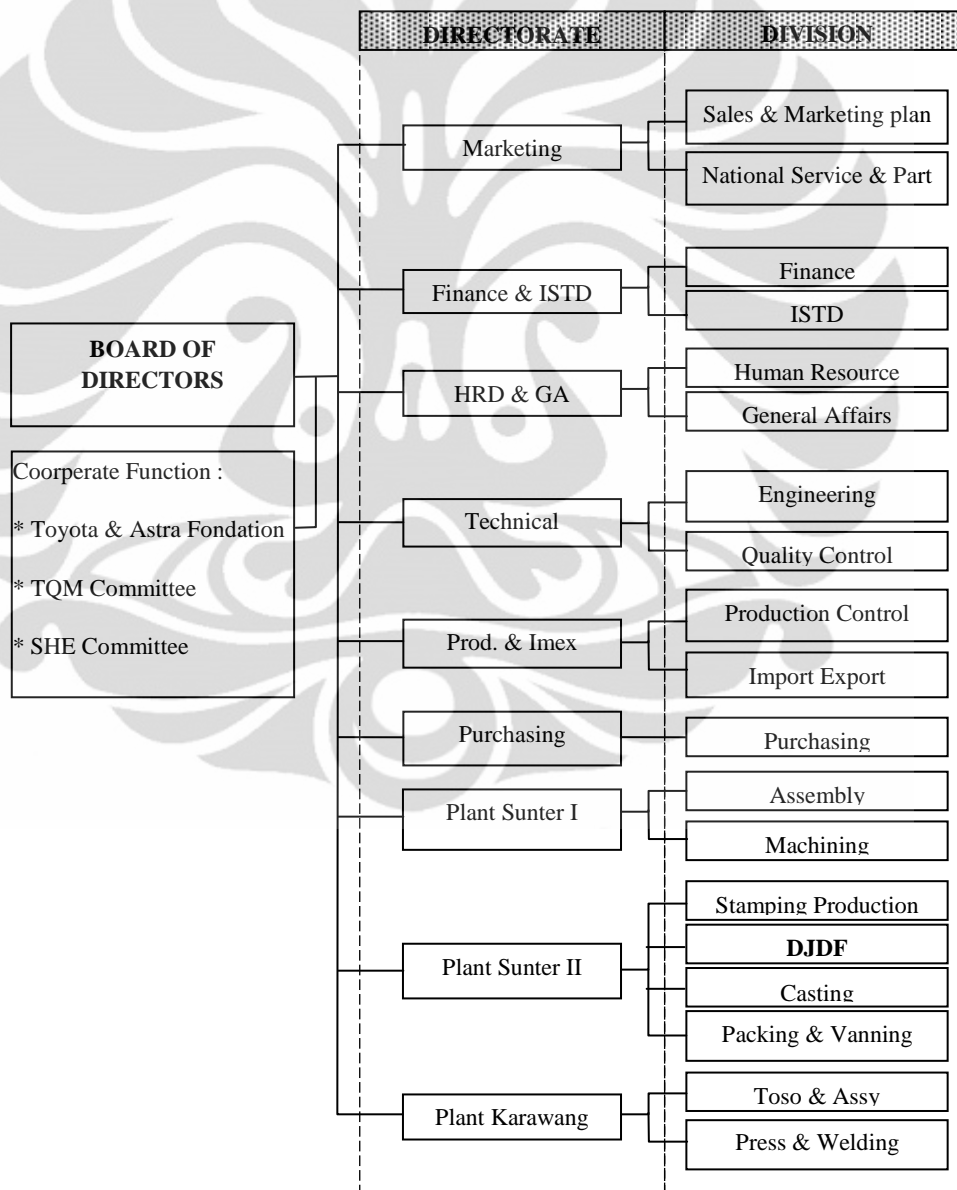 DIRECTORATE
DIVISION
BOARD OF
DIRECTORS
Coorperate Function :
* Toyota & Astra Fondation
* TQM Committee
* SHE Committee
Marketing
Sales & Marketing plan
National Service & Part
Finance & ISTD
Finance
ISTD
HRD & GA
Human Resource
General Affairs
Technical
Engineering
Quality Control
Prod. & Imex
Production Control
Import Export
Purchasing
Purchasing
Plant Sunter I
Assembly
Machining
Plant Sunter II
Stamping Production
DJDF
Casting
Packing & Vanning
Plant Karawang
Toso & Assy
Press & Welding